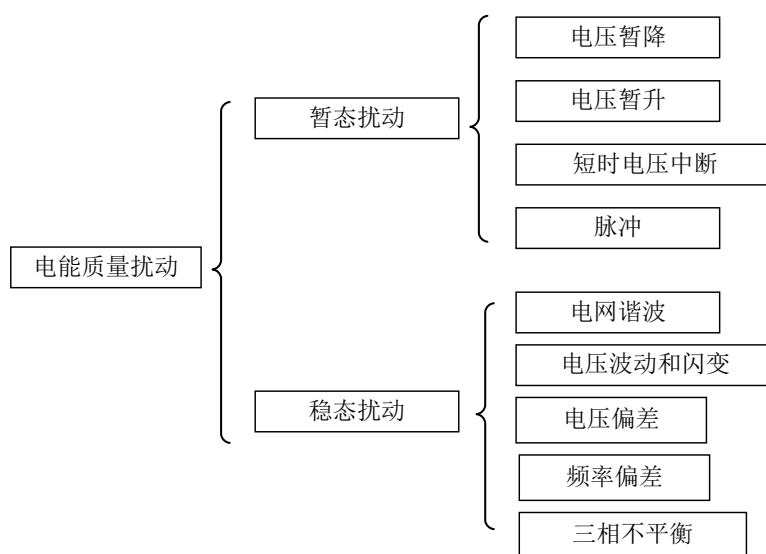 电能质量扰动
暂态扰动
电压暂降
电压暂升
短时电压中断
脉冲
稳态扰动
电网谐波
电压波动和闪变
电压偏差
频率偏差
三相不平衡